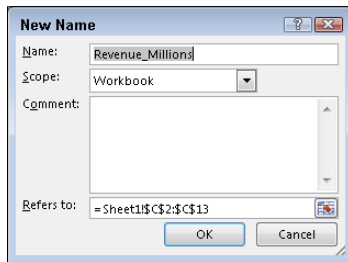 New Name
Name: Revenue_Millions
Scope: Workbook
Comment:
Refers to: =Sheet1!$C$2:$C$13
OK Cancel